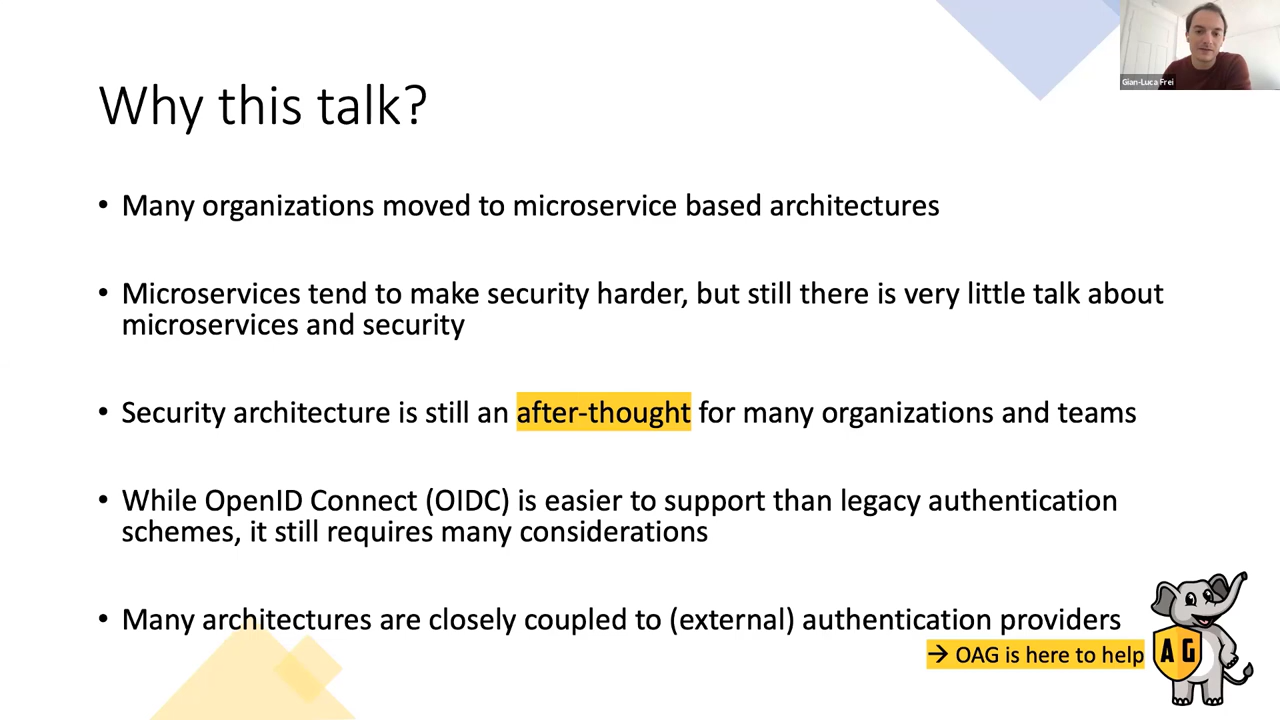 Gian-Luca Frei
Why this talk?
• Many organizations moved to microservice based architectures
• Microservices tend to make security harder, but still there is very little talk about
microservices and security
• Security architecture is still an after-thought for many organizations and teams
• While OpenID Connect (OIDC) is easier to support than legacy authentication
schemes, it still requires many considerations
• Many architectures are closely coupled to (external) authentication providers
→ OAG is here to help
A G